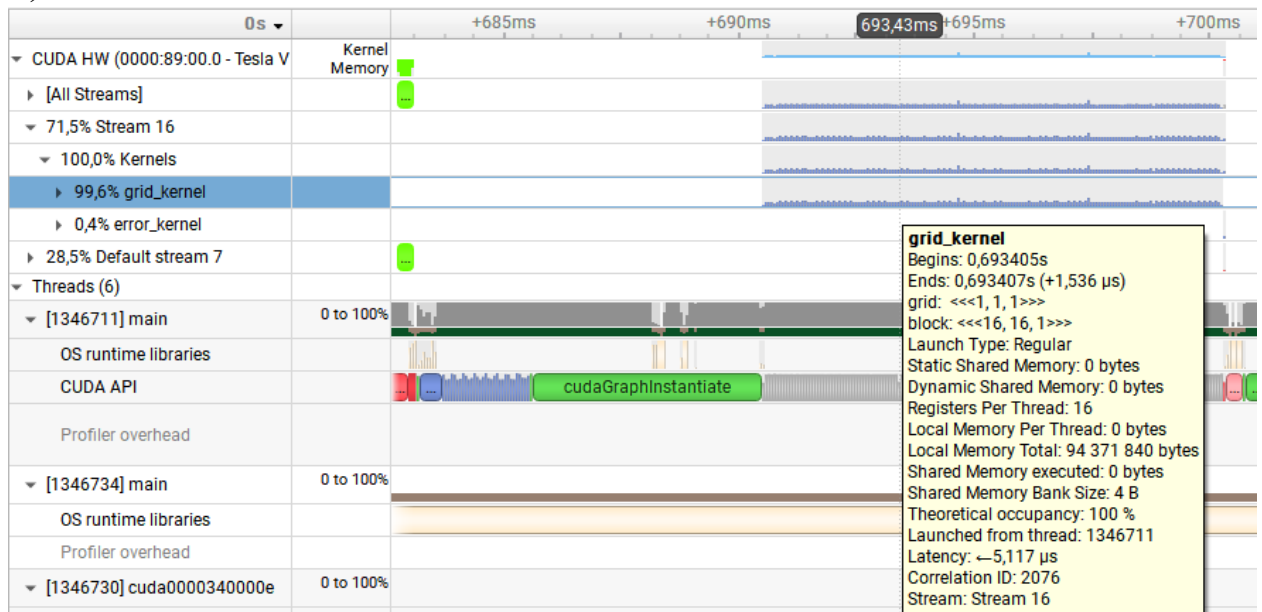 0s
+685ms +690ms 693,43ms +695ms +700ms
CUDA HW (0000:89:00.0 - Tesla V
Kernel
Memory
[All Streams]
...
71,5% Stream 16
100,0% Kernels
99,6% grid_kernel
0,4% error_kernel
28,5% Default stream 7
...
Threads (6)
[1346711] main
0 to 100%
OS runtime libraries
CUDA API
... ... cudaGraphInstantiate ...
Profiler overhead
[1346734] main
0 to 100%
OS runtime libraries
Profiler overhead
[1346730] cuda0000340000e
0 to 100%
grid_kernel
Begins: 0,693405s
Ends: 0,693407s (+1,536 μs)
grid: <<<1, 1, 1>>>
block: <<<16, 16, 1>>>
Launch Type: Regular
Static Shared Memory: 0 bytes
Dynamic Shared Memory: 0 bytes
Registers Per Thread: 16
Local Memory Per Thread: 0 bytes
Local Memory Total: 94 371 840 bytes
Shared Memory executed: 0 bytes
Shared Memory Bank Size: 4 B
Theoretical occupancy: 100 %
Launched from thread: 1346711
Latency: ←5,117 μs
Correlation ID: 2076
Stream: Stream 16